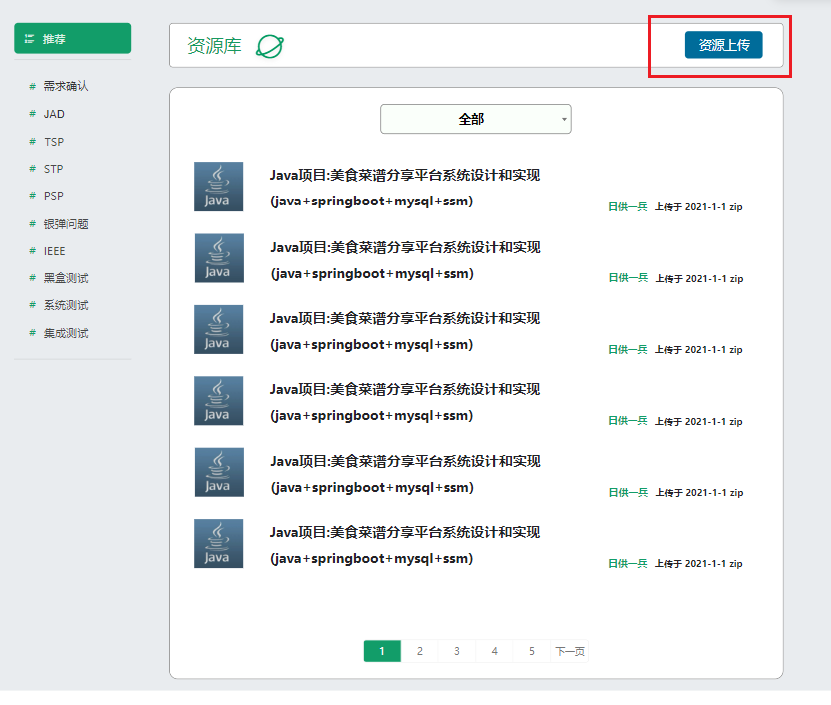 推荐
# 需求确认
# JAD
# TSP
# STP
# PSP
# 银弹问题
# IEEE
# 黑盒测试
# 系统测试
# 集成测试
资源库
资源上传
全部
Java
Java项目:美食菜谱分享平台系统设计和实现
(java+springboot+mysql+ssm)
日供一兵 上传于 2021-1-1 zip
Java
Java项目:美食菜谱分享平台系统设计和实现
(java+springboot+mysql+ssm)
日供一兵 上传于 2021-1-1 zip
Java
Java项目:美食菜谱分享平台系统设计和实现
(java+springboot+mysql+ssm)
日供一兵 上传于 2021-1-1 zip
Java
Java项目:美食菜谱分享平台系统设计和实现
(java+springboot+mysql+ssm)
日供一兵 上传于 2021-1-1 zip
Java
Java项目:美食菜谱分享平台系统设计和实现
(java+springboot+mysql+ssm)
日供一兵 上传于 2021-1-1 zip
Java
Java项目:美食菜谱分享平台系统设计和实现
(java+springboot+mysql+ssm)
日供一兵 上传于 2021-1-1 zip
1 2 3 4 5 下一页